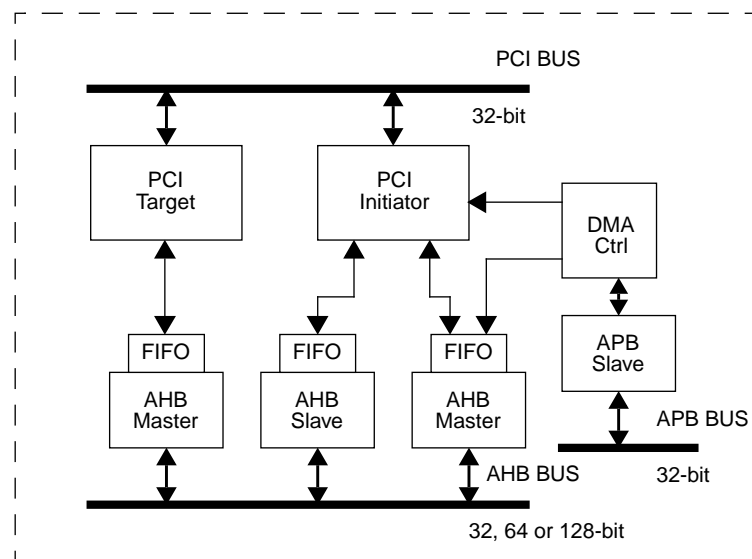 PCI BUS
32-bit
PCI
Target
PCI
Initiator
DMA
Ctrl
FIFO
FIFO
FIFO
APB
Slave
AHB
Master
AHB
Slave
AHB
Master
APB BUS
AHB BUS
32-bit
32, 64 or 128-bit